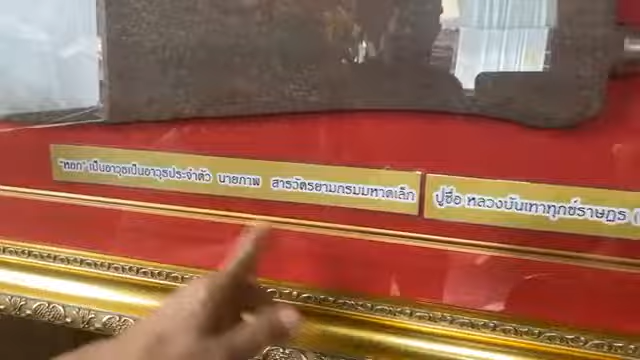 "หอก" เป็นอาวุธเป็นอาวุธประจำตัว นายภาพ สารวัตรยามกรมมหาดเล็ก
ปู่ชื่อ หลวงบันเทาทุกข์ราษฎร (